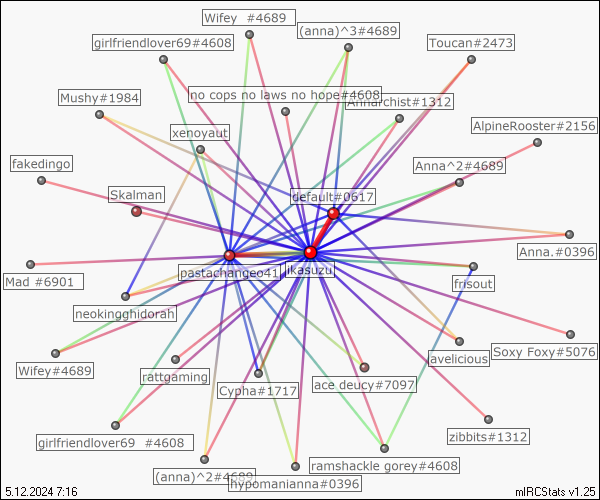 Wifey  #4689
(anna)^3#4689
girlfriendlover69#4608
Toucan#2473
no cops no laws no hope#4608
Mushy#1984
Annarchist#1312
AlpineRooster#2156
xenoyaut
fakedingo
Anna^2#4689
Skalman
default#0617
Anna.#0396
pastachangeo41
ikasuzu
Mad #6901
frisout
neokingghidorah
avelicious
Soxy Foxy#5076
Wifey#4689
rattgaming
Cypha#1717
ace deucy#7097
girlfriendlover69  #4608
zibbits#1312
(anna)^2#4689
ramshackle gorey#4608
hypomanianna#0396
5.12.2024 7:16
mIRCStats v1.25